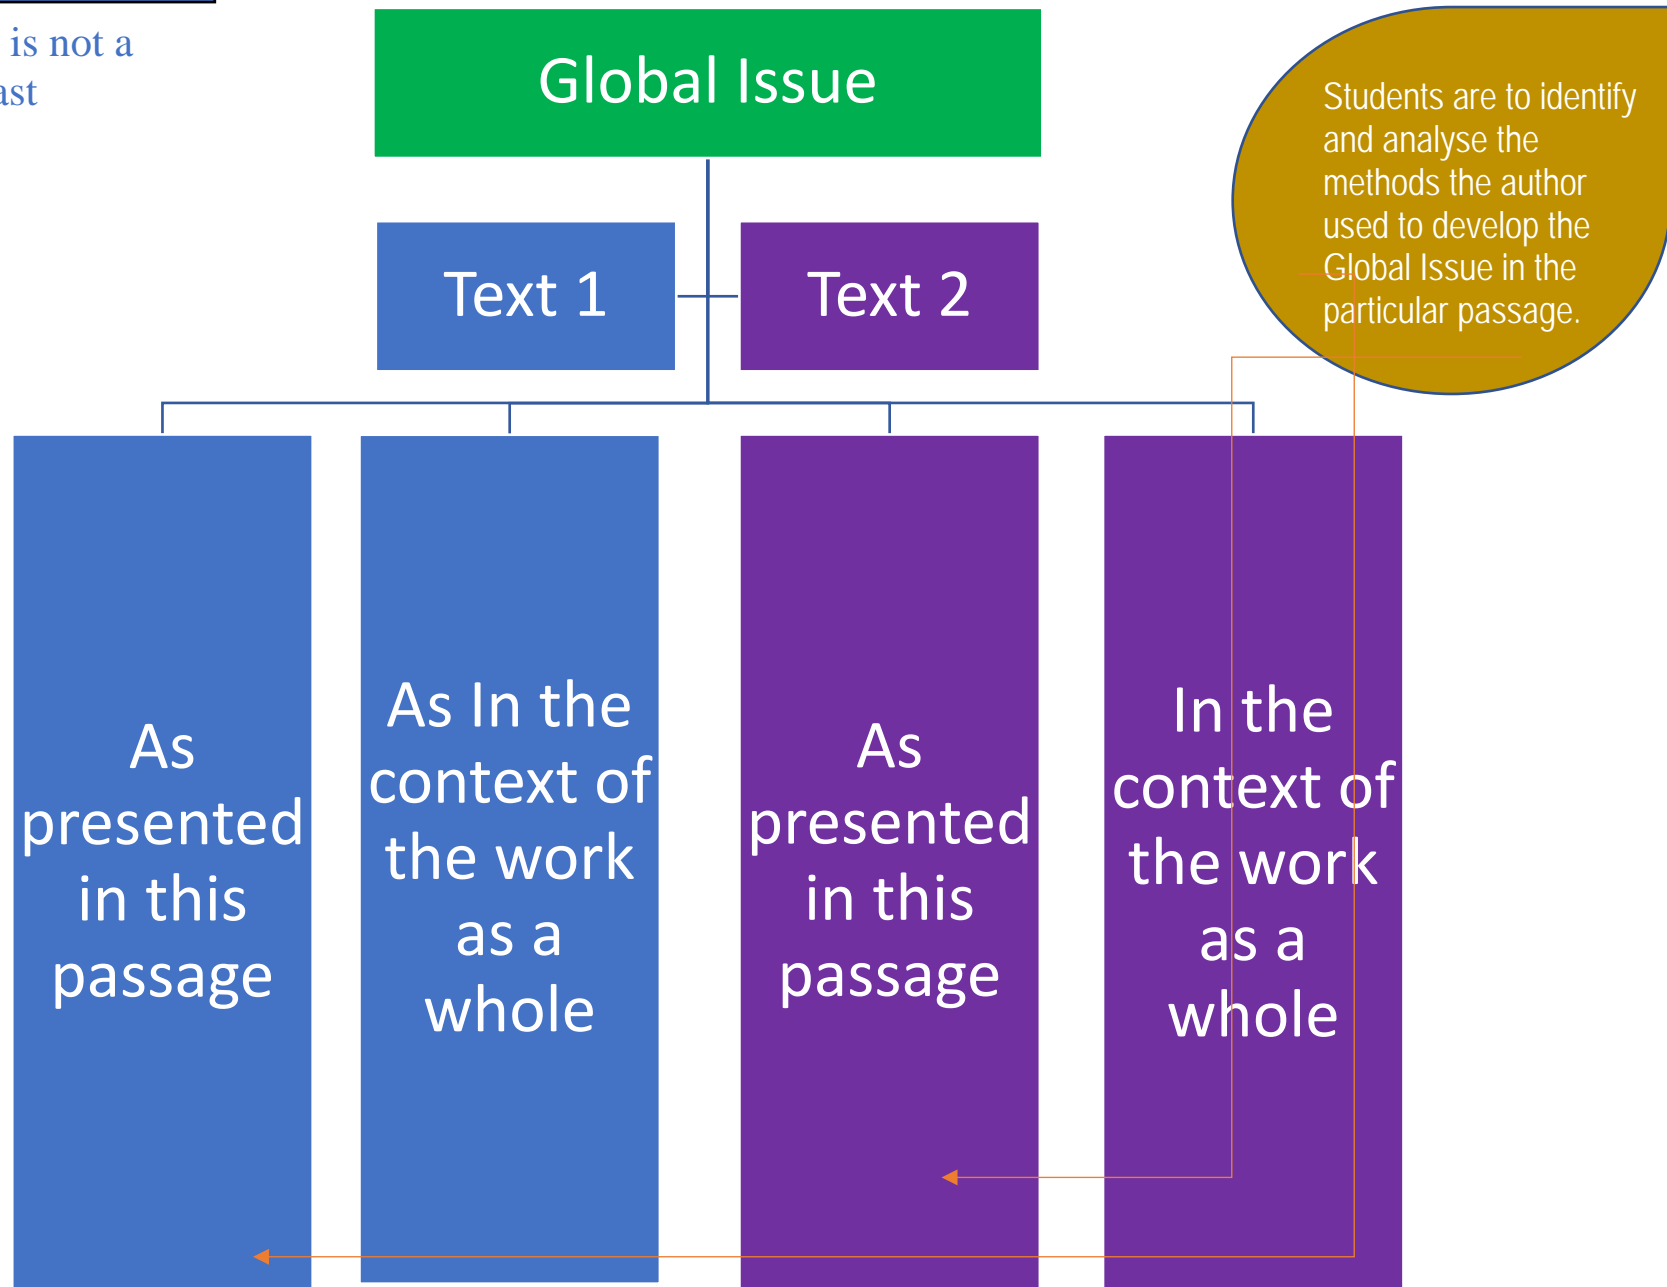 is not a
Global Issue
Students are to identify
and analyse the
methods the author
used to develop the
Global Issue in the
particular passage.
Text 1
Text 2
As
presented
in this
passage
As In the
context of
the work
as a
whole
As
presented
in this
passage
In the
context of
the work
as a
whole